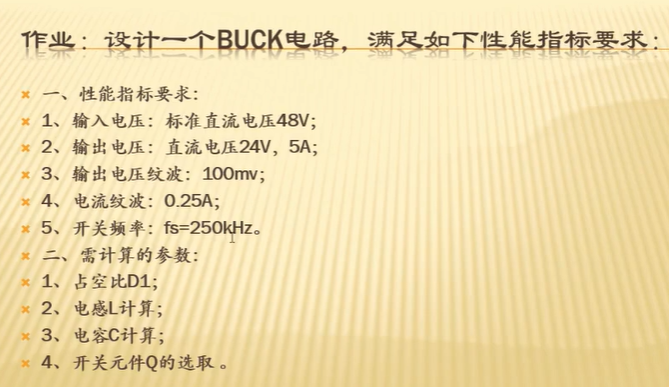 作业：设计一个BUCK电路，满足如下性能指标要求：
一、性能指标要求：
1、输入电压：标准直流电压48V；
2、输出电压：直流电压24V，5A；
3、输出电压纹波：100mv；
4、电流纹波：0.25A；
5、开关频率：fs=250kHz。
二、需计算的参数：
1、占空比D1；
2、电感L计算；
3、电容C计算；
4、开关元件Q的选取。